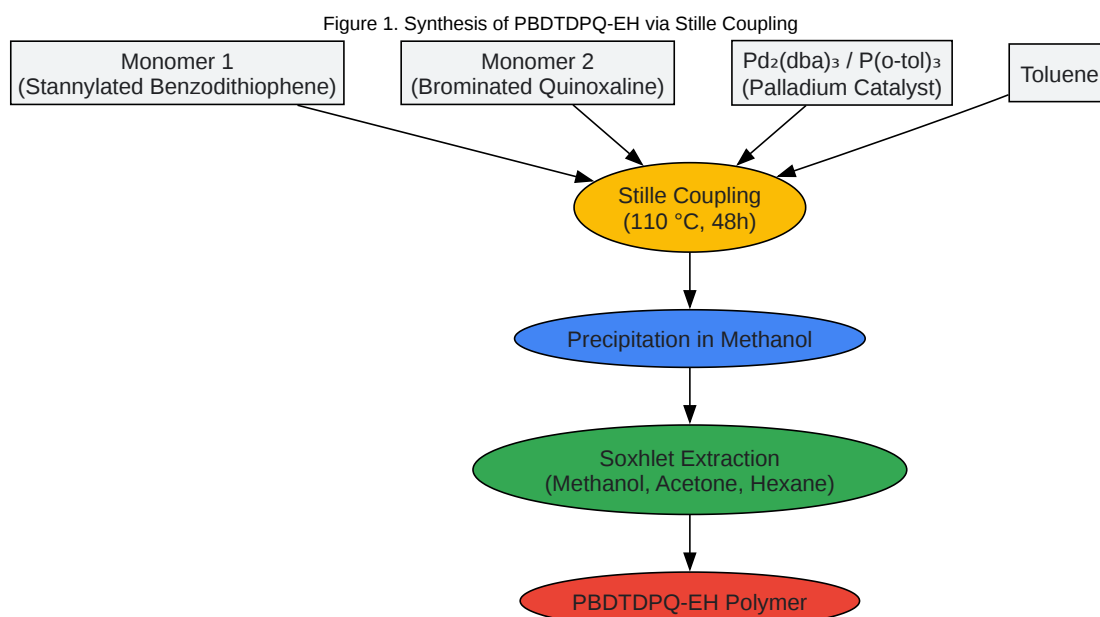 Figure 1. Synthesis of PBDTDPQ-EH via Stille Coupling
Monomer 1
(Stannylated Benzodithiophene)
Monomer 2
(Brominated Quinoxaline)
Pd₂(dba)₃ / P(o-tol)₃
(Palladium Catalyst)
Toluene
Stille Coupling
(110 °C, 48h)
Precipitation in Methanol
Soxhlet Extraction
(Methanol, Acetone, Hexane)
PBDTDPQ-EH Polymer